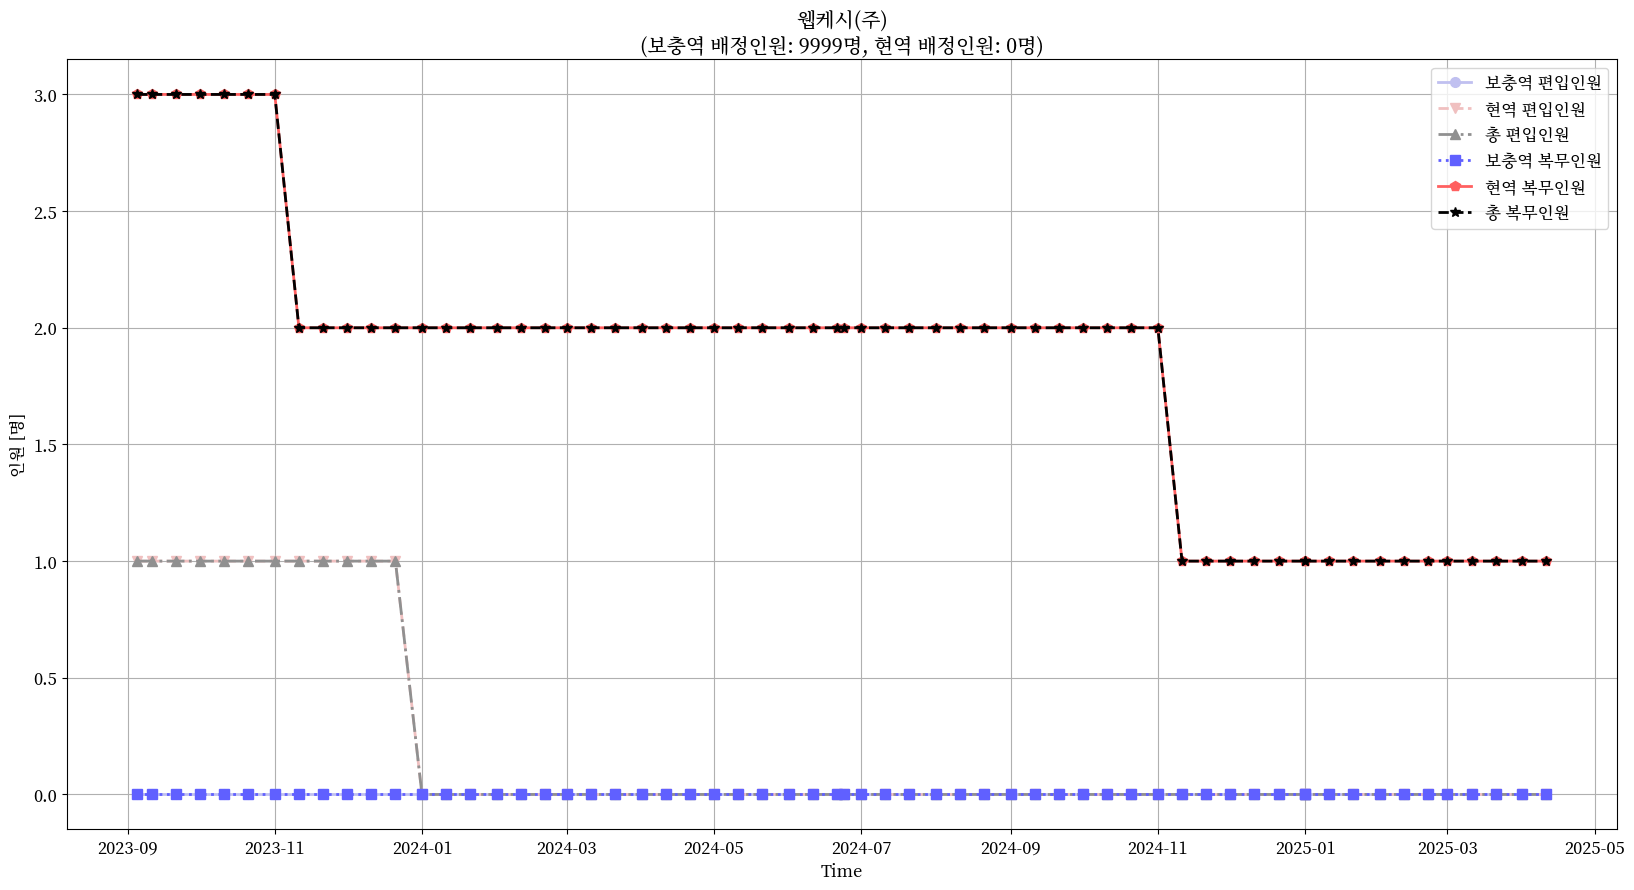 웹케시(주)
(보충역 배정인원: 9999명, 현역 배정인원: 0명)
보충역 편입인원
현역 편입인원
총 편입인원
보충역 복무인원
현역 복무인원
총 복무인원
인원 [명]
3.0
2.5
2.0
1.5
1.0
0.5
0.0
2023-09
2023-11
2024-01
2024-03
2024-05
2024-07
2024-09
2024-11
2025-01
2025-03
2025-05
Time